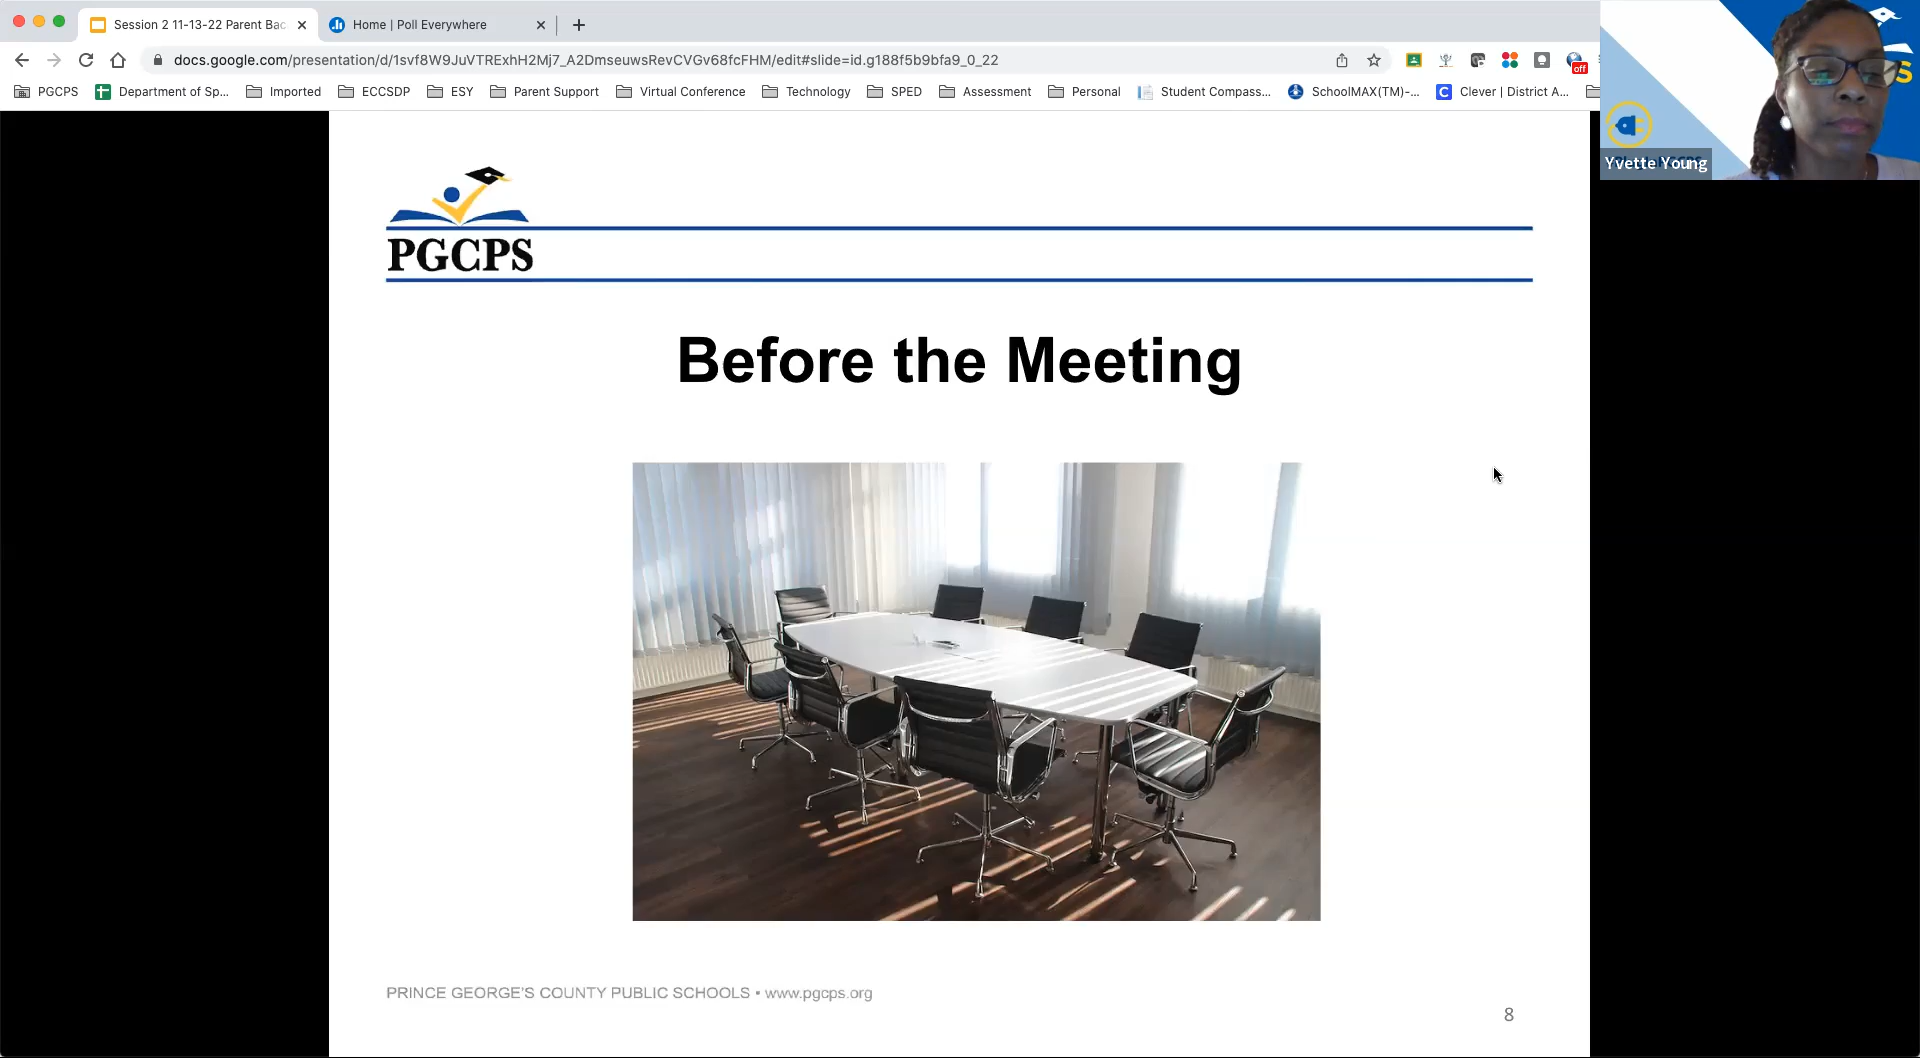 Session 2 11-13-22 Parent Bac
Home | Poll Everywhere
docs.google.com/presentation/d/1svf8W9JuVTRExhH2Mj7_A2DmseuwsRevCVGv68fcFHM/edit#slide=id.g188f5b9bfa9_0_22
off
PGCPS
Department of Sp...
Imported
ECCSDP
ESY
Parent Support
Virtual Conference
Technology
SPED
Assessment
Personal
Student Compass...
SchoolMAX(TM)-...
Clever | District A...
Yvette Young
PGCPS
Before the Meeting
PRINCE GEORGE'S COUNTY PUBLIC SCHOOLS • www.pgcps.org
8